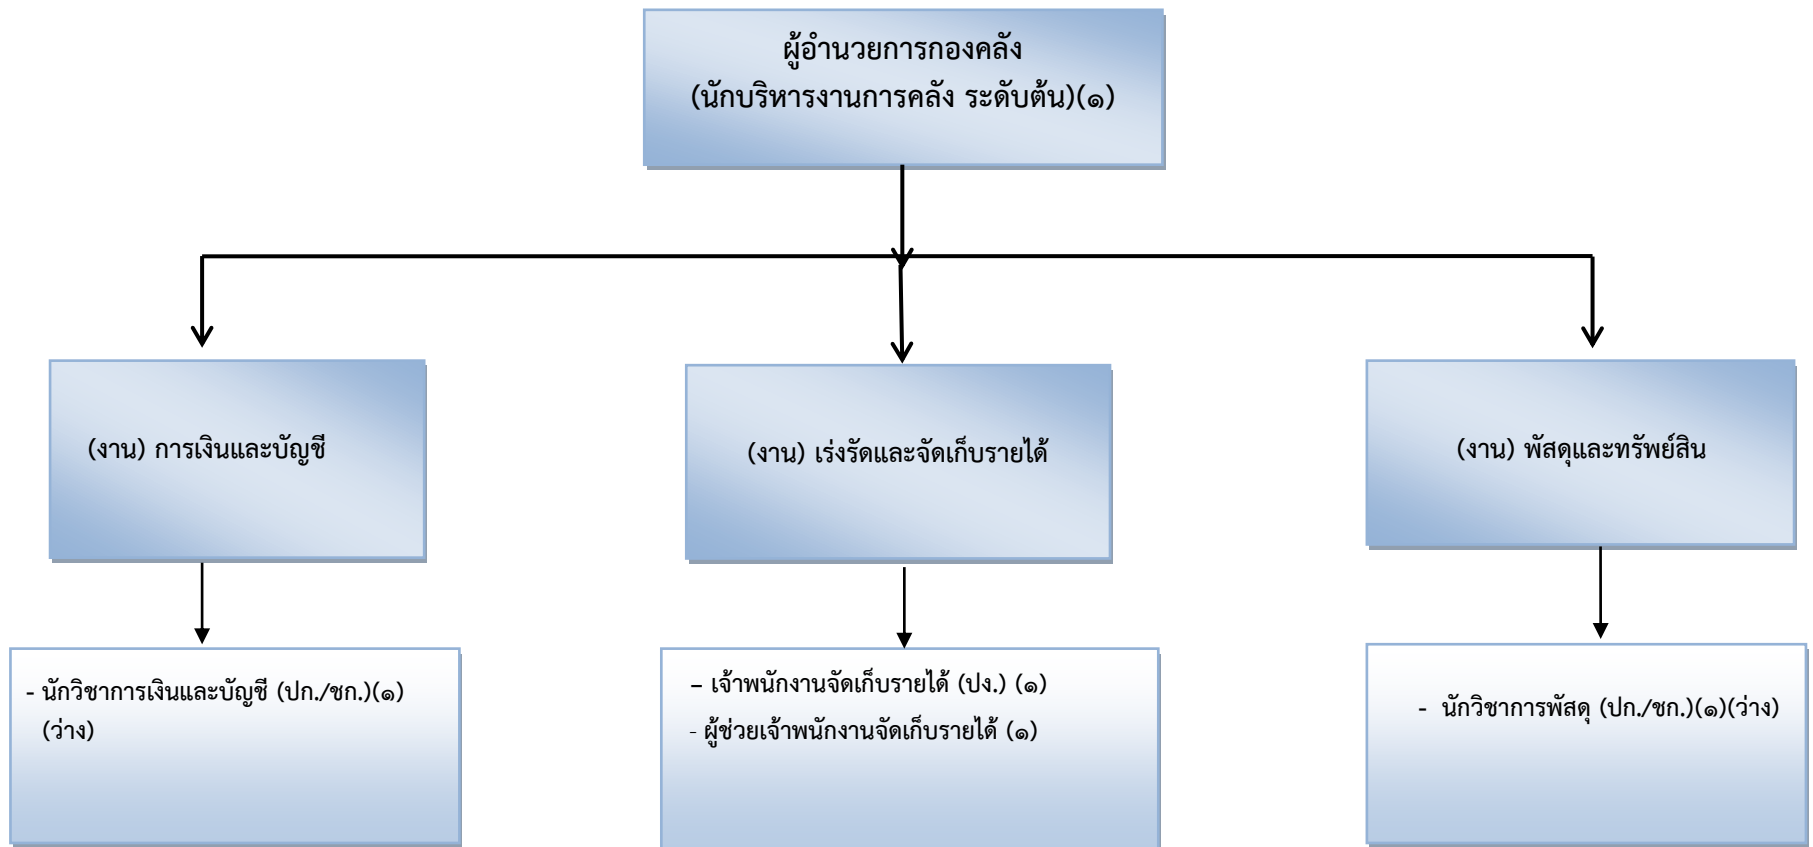 ผู้อำนวยการกองคลัง
(นักบริหารงานการคลัง ระดับต้น)(๑)
(งาน) การเงินและบัญชี
(งาน) เร่งรัดและจัดเก็บรายได้
(งาน) พัสดุและทรัพย์สิน
- นักวิชาการเงินและบัญชี (ปก./ชก.)(๑)
(ว่าง)
– เจ้าพนักงานจัดเก็บรายได้ (ปง.) (๑)
- ผู้ช่วยเจ้าพนักงานจัดเก็บรายได้ (๑)
- นักวิชาการพัสดุ (ปก./ชก.)(๑)(ว่าง)